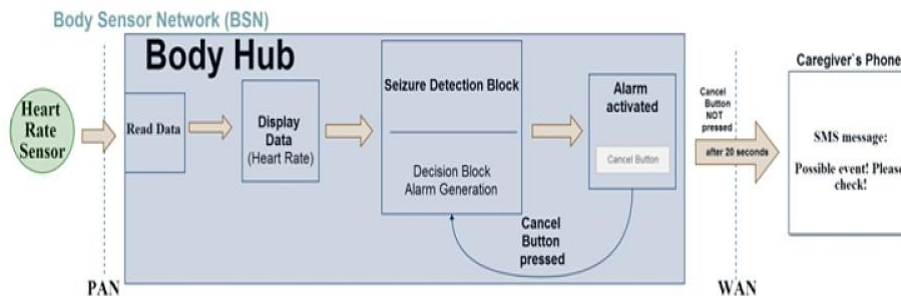 Body Sensor Network (BSN)
Body Hub
Heart
Rate
Sensor
Read Data
Display
Data
(Heart Rate)
Seizure Detection Block
Decision Block
Alarm Generation
Alarm
activated
Cancel Button
Cancel
Button
pressed
Cancel
Button
NOT
pressed
after 20 seconds
Caregiver`s Phone
SMS message:
Possible event! Please
check!
PAN
WAN